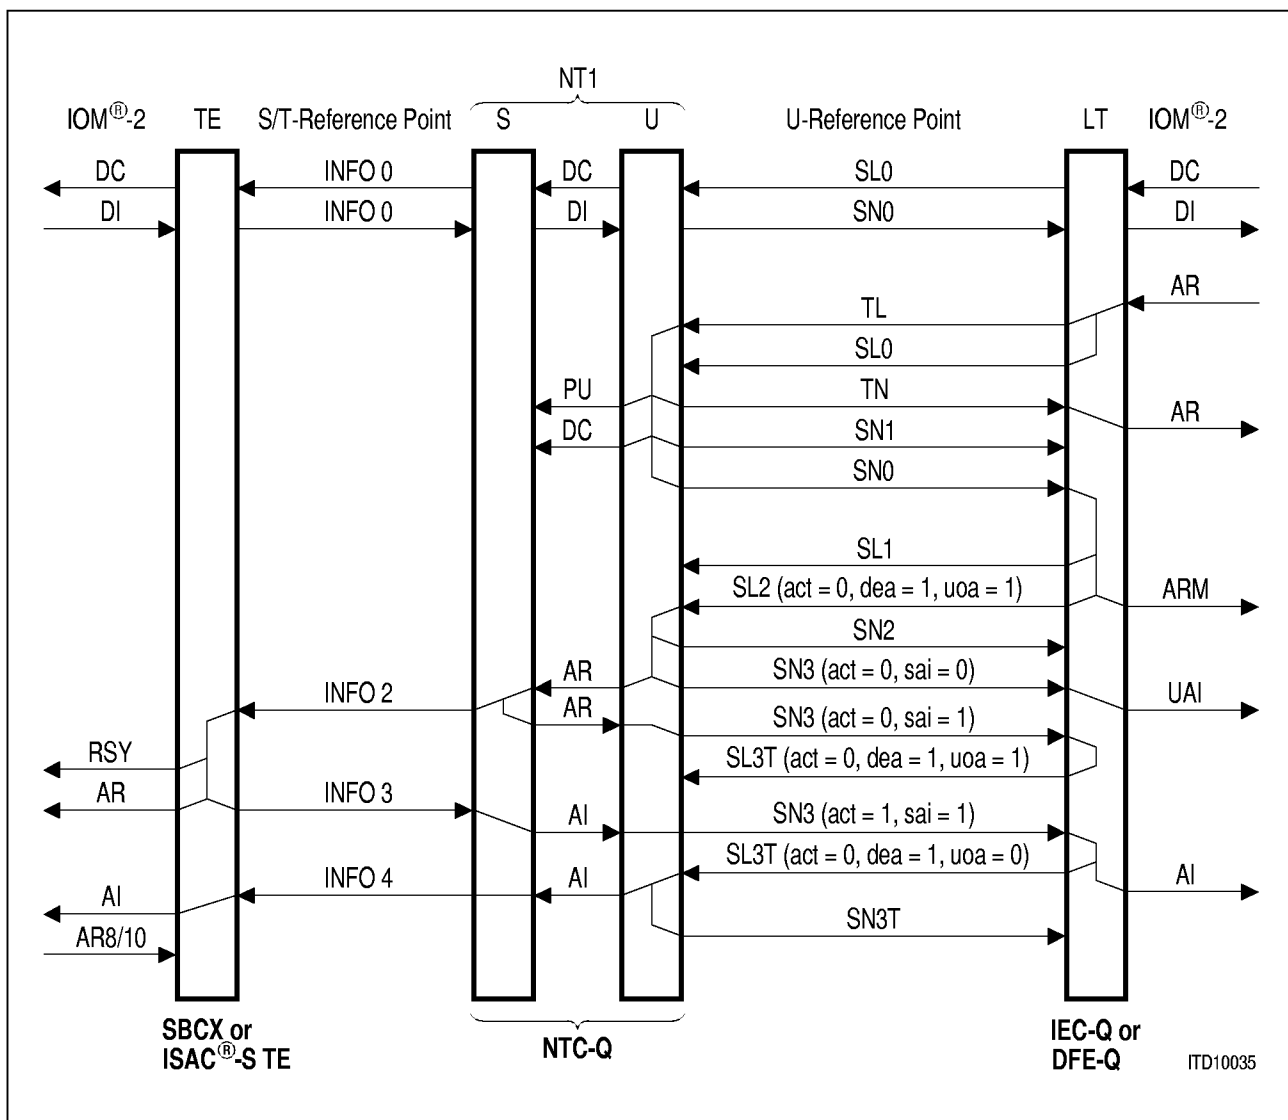 NT1
IOM®-2 TE S/T-Reference Point S U U-Reference Point LT IOM®-2
DC INFO 0 DC SL0 DC
DI INFO 0 DI SN0 DI
AR
TL
SL0
PU TN
AR
DC SN1
SN0
SL1
SL2 (act = 0, dea = 1, uoa = 1) ARM
SN2
AR SN3 (act = 0, sai = 0)
INFO 2 UAI
AR SN3 (act = 0, sai = 1)
RSY SL3T (act = 0, dea = 1, uoa = 1)
AR INFO 3
AI SN3 (act = 1, sai = 1)
SL3T (act = 0, dea = 1, uoa = 0)
INFO 4 AI AI
AI
SN3T
AR8/10
SBCX or
ISAC®-S TE
NTC-Q
IEC-Q or
DFE-Q
ITD10035